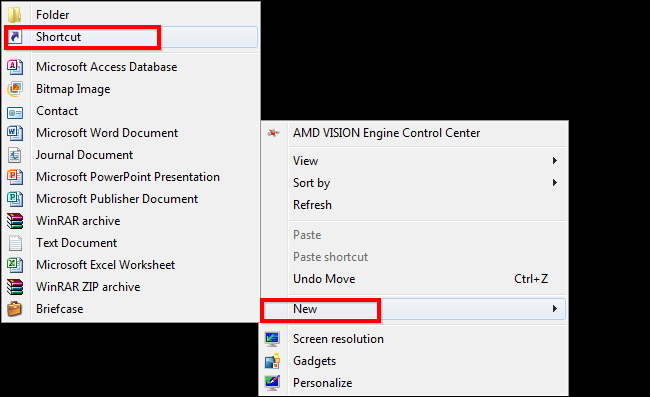 Folder
Shortcut
Microsoft Access Database
Bitmap Image
Contact
Microsoft Word Document
Journal Document
Microsoft PowerPoint Presentation
Microsoft Publisher Document
WinRAR archive
Text Document
Microsoft Excel Worksheet
WinRAR ZIP archive
Briefcase
AMD VISION Engine Control Center
View
Sort by
Refresh
Paste
Paste shortcut
Undo Move Ctrl+Z
New
Screen resolution
Gadgets
Personalize